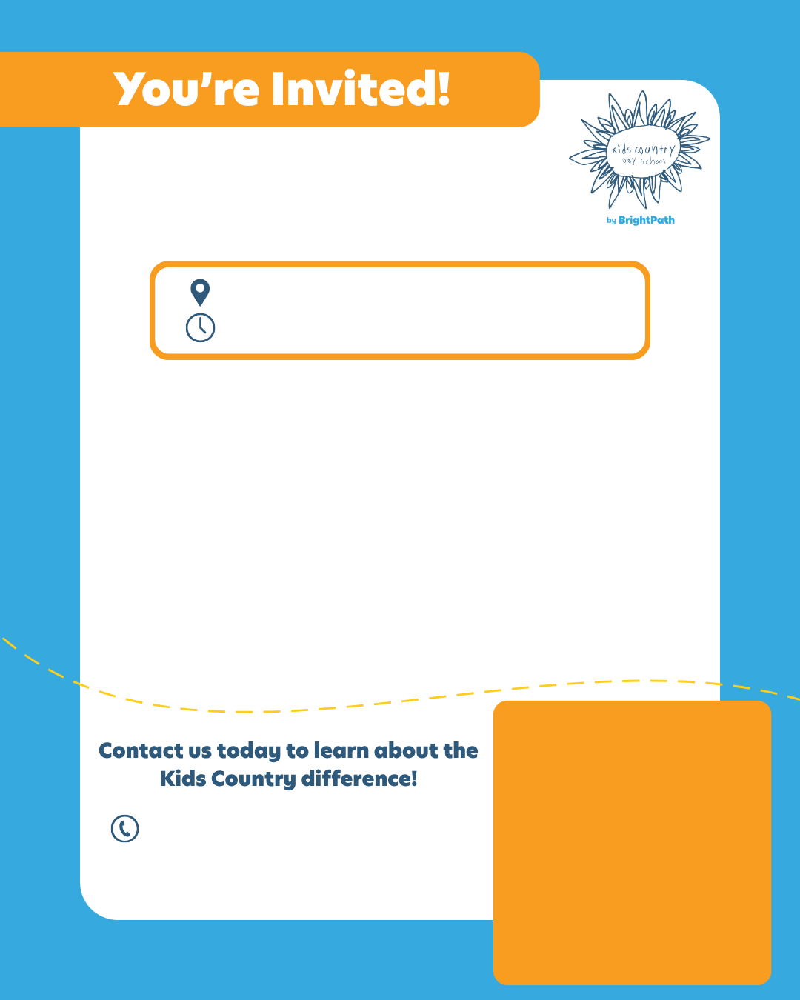 You're Invited!
kids country
DAY school
by BrightPath
Contact us today to learn about the
Kids Country difference!